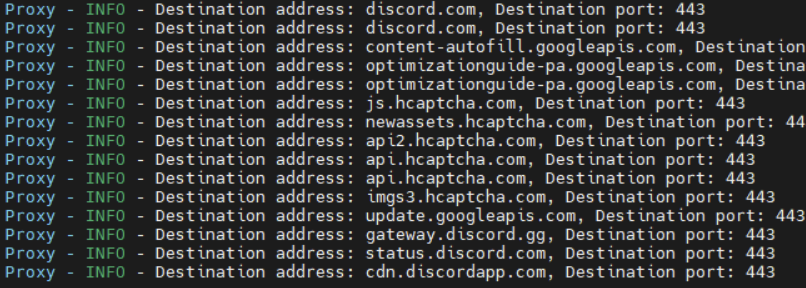 Proxy - INFO - Destination address: discord.com, Destination port: 443
Proxy - INFO - Destination address: discord.com, Destination port: 443
Proxy - INFO - Destination address: content-autofill.googleapis.com, Destination
Proxy - INFO - Destination address: optimizationguide-pa.googleapis.com, Destina
Proxy - INFO - Destination address: optimizationguide-pa.googleapis.com, Destina
Proxy - INFO - Destination address: js.hcaptcha.com, Destination port: 443
Proxy - INFO - Destination address: newassets.hcaptcha.com, Destination port: 44
Proxy - INFO - Destination address: api2.hcaptcha.com, Destination port: 443
Proxy - INFO - Destination address: api.hcaptcha.com, Destination port: 443
Proxy - INFO - Destination address: api.hcaptcha.com, Destination port: 443
Proxy - INFO - Destination address: imgs3.hcaptcha.com, Destination port: 443
Proxy - INFO - Destination address: update.googleapis.com, Destination port: 443
Proxy - INFO - Destination address: gateway.discord.gg, Destination port: 443
Proxy - INFO - Destination address: status.discord.com, Destination port: 443
Proxy - INFO - Destination address: cdn.discordapp.com, Destination port: 443